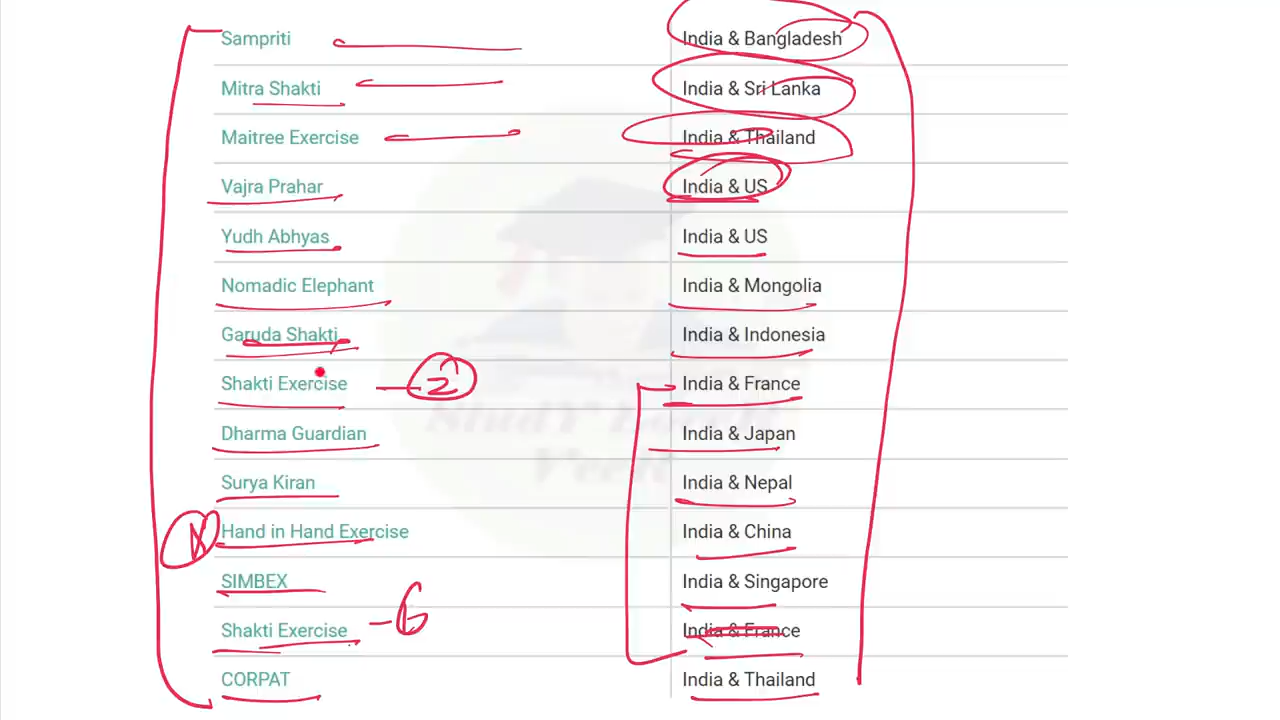 Sampriti India & Bangladesh
Mitra Shakti India & Sri Lanka
Maitree Exercise India & Thailand
Vajra Prahar India & US
Yudh Abhyas India & US
Nomadic Elephant India & Mongolia
Garuda Shakti India & Indonesia
Shakti Exercise 2 India & France
Dharma Guardian India & Japan
Surya Kiran India & Nepal
Hand in Hand Exercise India & China
SIMBEX India & Singapore
Shakti Exercise India & France
CORPAT India & Thailand